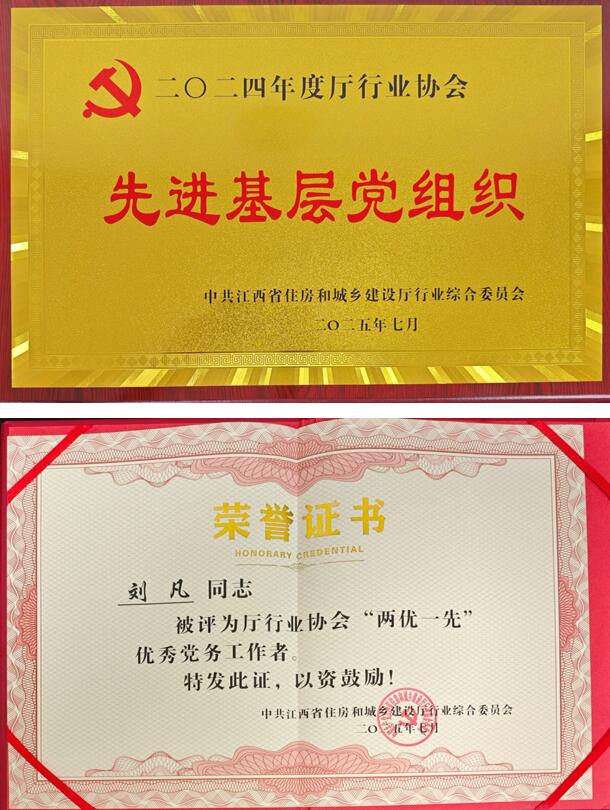 二〇二四年度厅行业协会
先进基层党组织
中共江西省住房和城乡建设厅行业综合委员会
二〇二五年七月
荣誉证书
HONORARY CREDENTIAL
刘凡 同志
被评为厅行业协会“两优一先”
优秀党务工作者。
特发此证，以资鼓励！
中共江西省住房和城乡建设厅行业综合委员会
二〇二五年七月